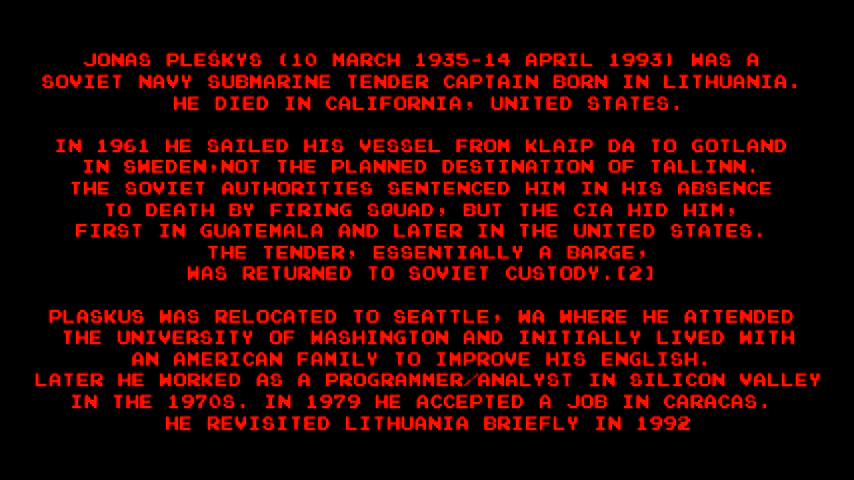 JONAS PLEŚKYS (10 MARCH 1935-14 APRIL 1993) WAS A
SOVIET NAVY SUBMARINE TENDER CAPTAIN BORN IN LITHUANIA.
HE DIED IN CALIFORNIA, UNITED STATES.
IN 1961 HE SAILED HIS VESSEL FROM KLAIP DA TO GOTLAND
IN SWEDEN,NOT THE PLANNED DESTINATION OF TALLINN.
THE SOVIET AUTHORITIES SENTENCED HIM IN HIS ABSENCE
TO DEATH BY FIRING SQUAD, BUT THE CIA HID HIM,
FIRST IN GUATEMALA AND LATER IN THE UNITED STATES.
THE TENDER, ESSENTIALLY A BARGE,
WAS RETURNED TO SOVIET CUSTODY.[2]
PLASKUS WAS RELOCATED TO SEATTLE, WA WHERE HE ATTENDED
THE UNIVERSITY OF WASHINGTON AND INITIALLY LIVED WITH
AN AMERICAN FAMILY TO IMPROVE HIS ENGLISH.
LATER HE WORKED AS A PROGRAMMER/ANALYST IN SILICON VALLEY
IN THE 1970S. IN 1979 HE ACCEPTED A JOB IN CARACAS.
HE REVISITED LITHUANIA BRIEFLY IN 1992